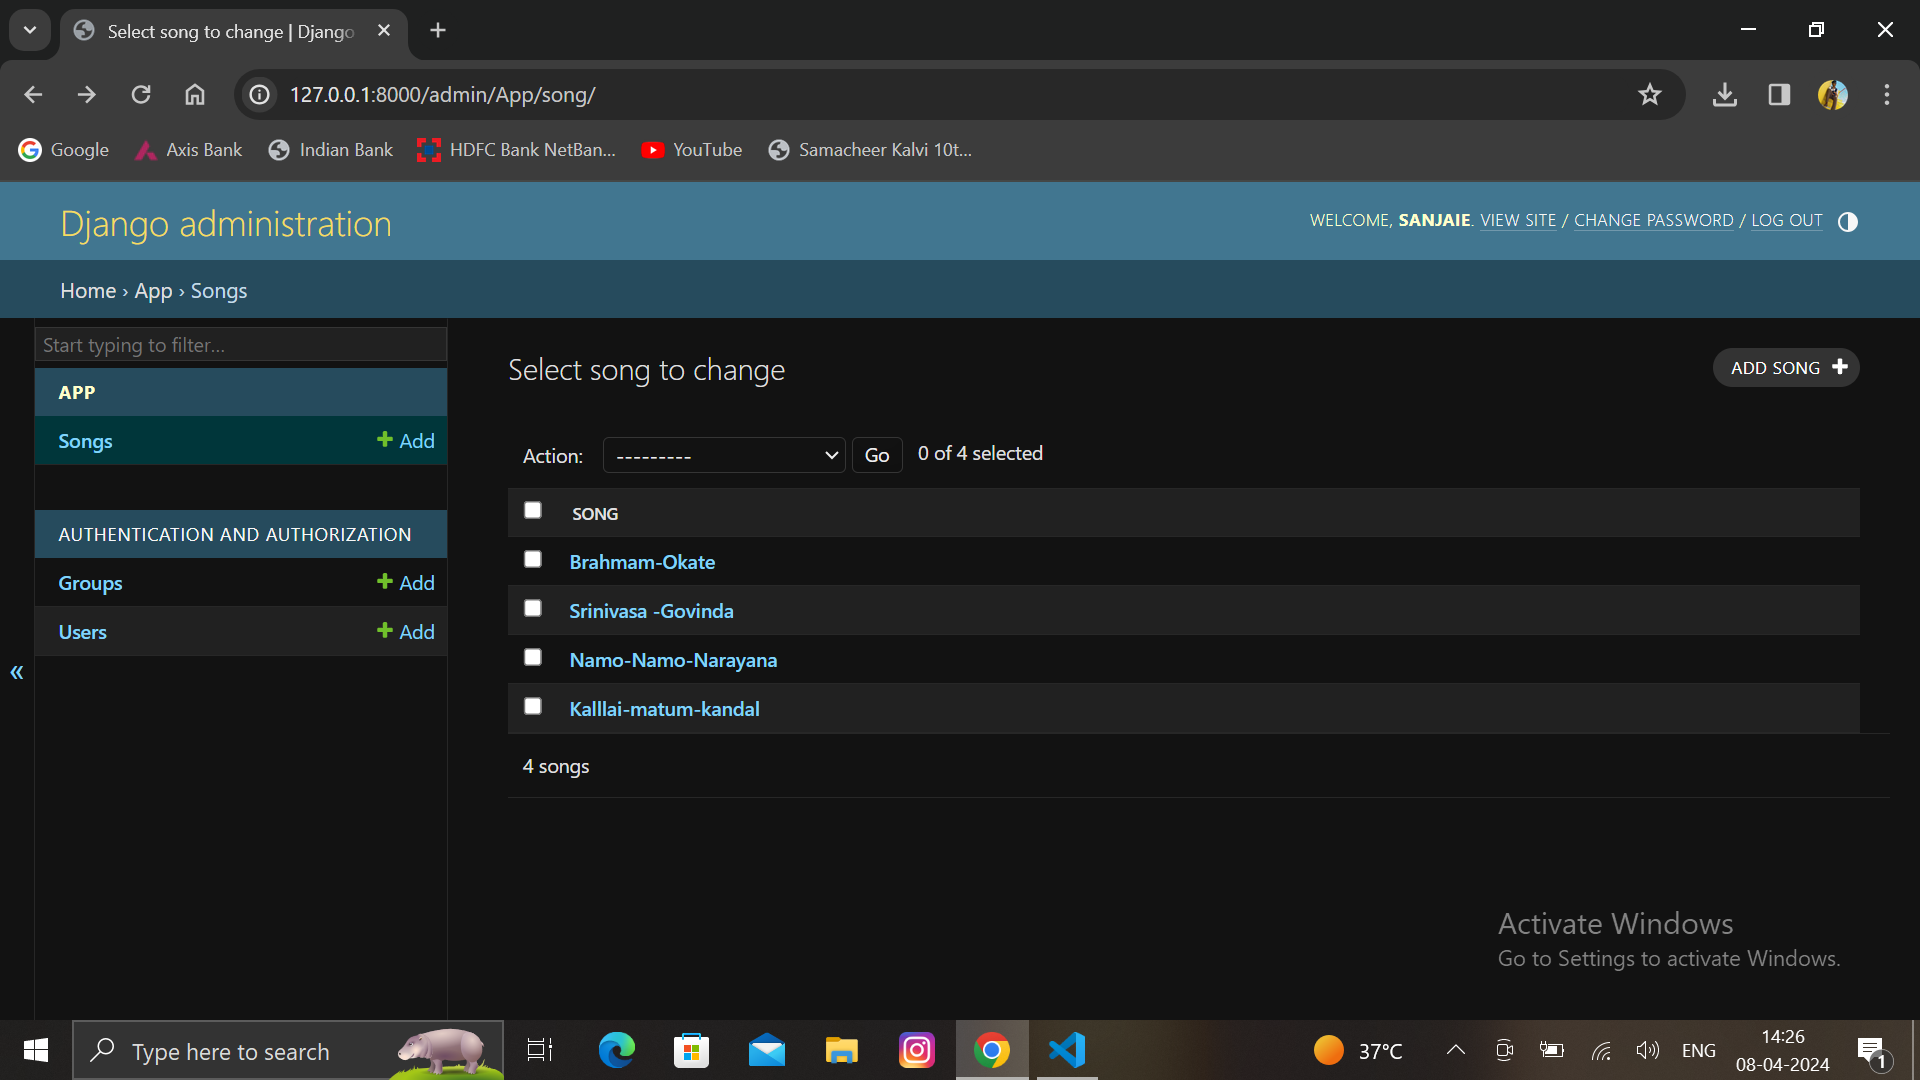 Select song to change | Django
127.0.0.1:8000/admin/App/song/
Google
Axis Bank
Indian Bank
HDFC Bank NetBan...
YouTube
Samacheer Kalvi 10t...
Django administration
WELCOME, SANJAIE. VIEW SITE / CHANGE PASSWORD / LOG OUT
Home › App › Songs
Start typing to filter...
APP
Songs
Add
AUTHENTICATION AND AUTHORIZATION
Groups
Add
Users
Add
«
Select song to change
ADD SONG
Action:
---------
Go
0 of 4 selected
SONG
Brahmam-Okate
Srinivasa -Govinda
Namo-Namo-Narayana
Kalllai-matum-kandal
4 songs
Activate Windows
Go to Settings to activate Windows.
Type here to search
37°C
ENG
14:26
08-04-2024
1